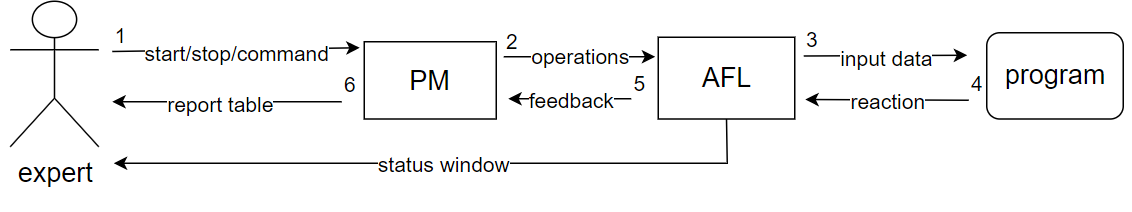 1
start/stop/command
PM
2
operations
AFL
3
input data
program
6
report table
5
feedback
4
reaction
status window
expert